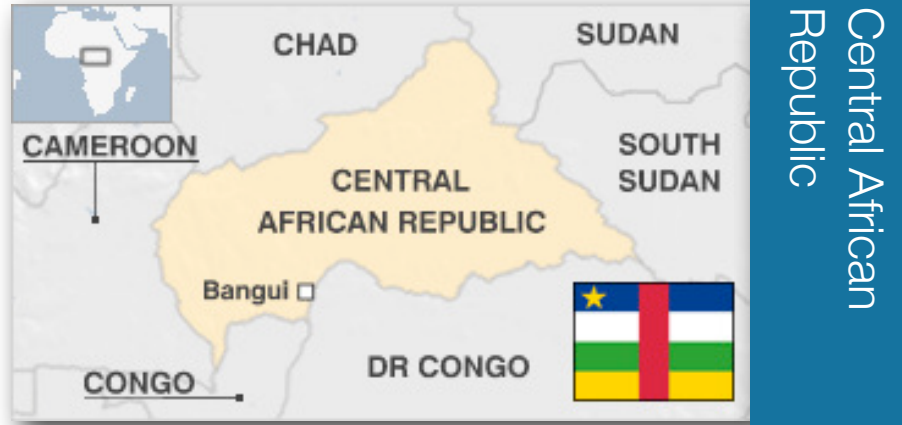 CHAD
SUDAN
CAMEROON
SOUTH
SUDAN
CENTRAL
AFRICAN REPUBLIC
Bangui
DR CONGO
CONGO
Central African
Republic